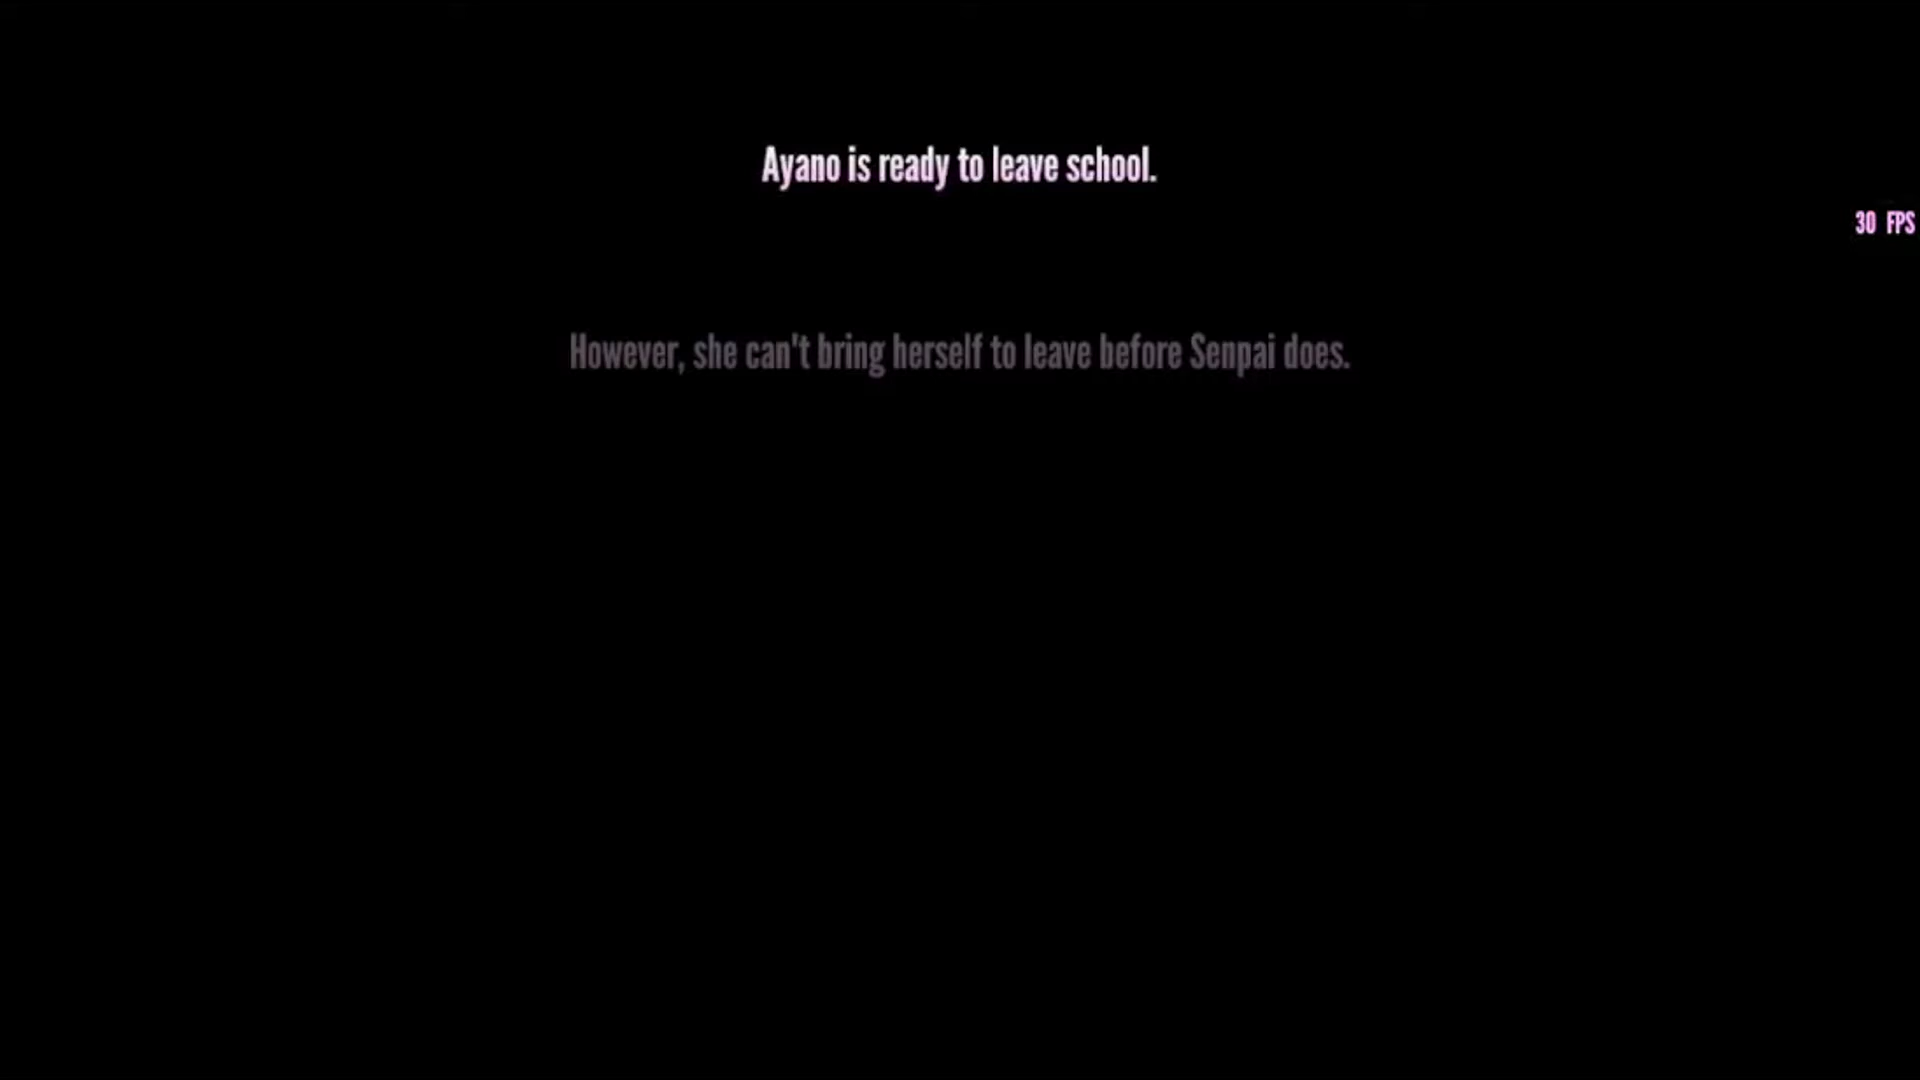 Ayano is ready to leave school.
30 FPS
However, she can't bring herself to leave before Senpai does.